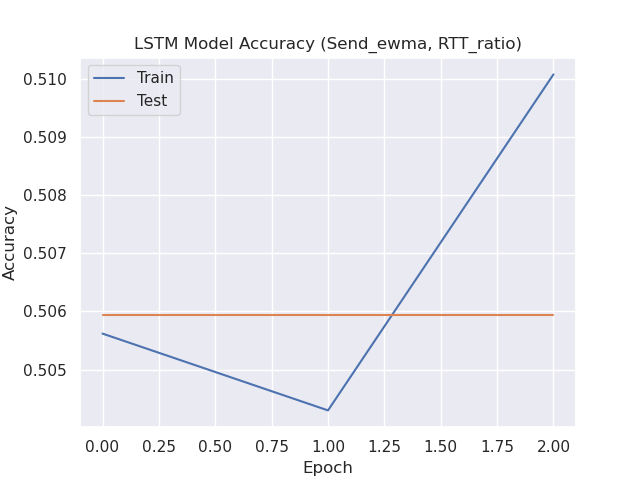 LSTM Model Accuracy (Send_ewma, RTT_ratio)
Train
Test
0.510
0.509
0.508
0.507
0.506
0.505
Accuracy
0.00 0.25 0.50 0.75 1.00 1.25 1.50 1.75 2.00
Epoch